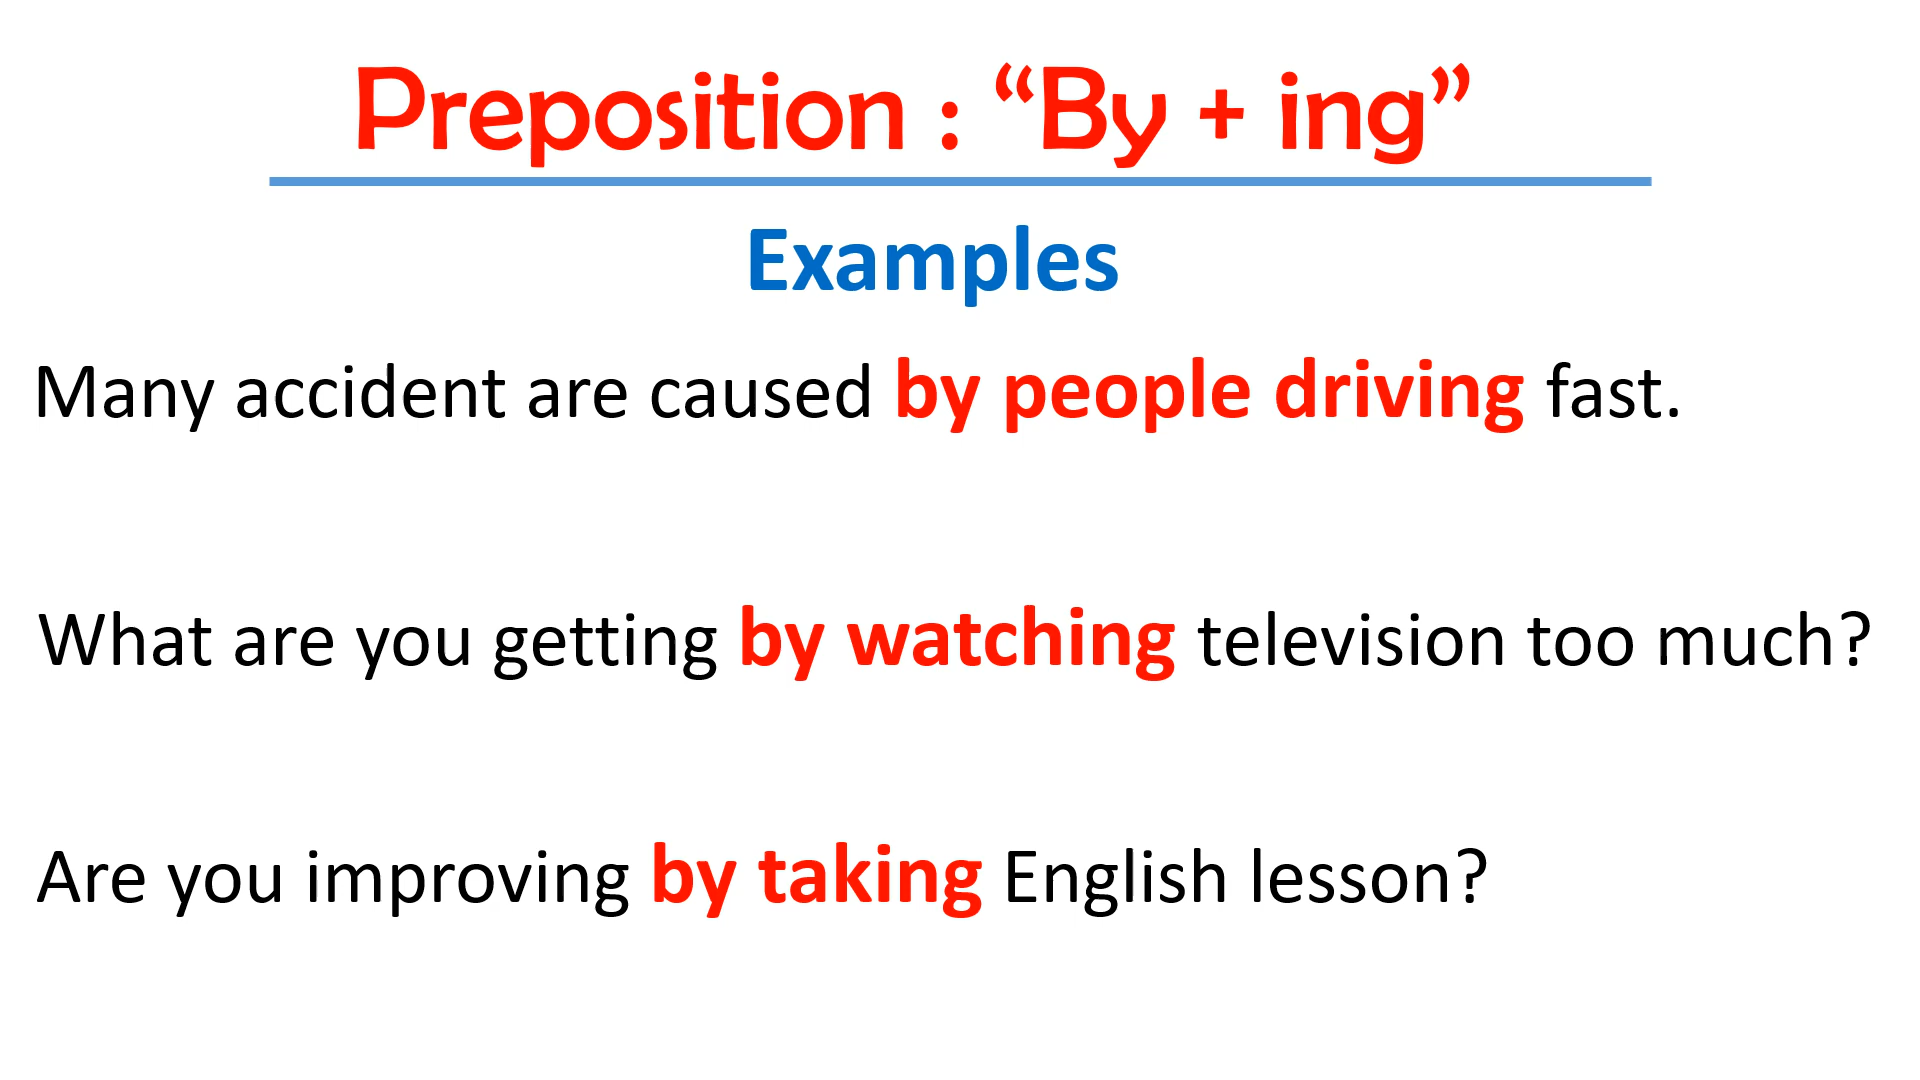 Preposition : “By + ing”
Examples
Many accident are caused by people driving fast.
What are you getting by watching television too much?
Are you improving by taking English lesson?